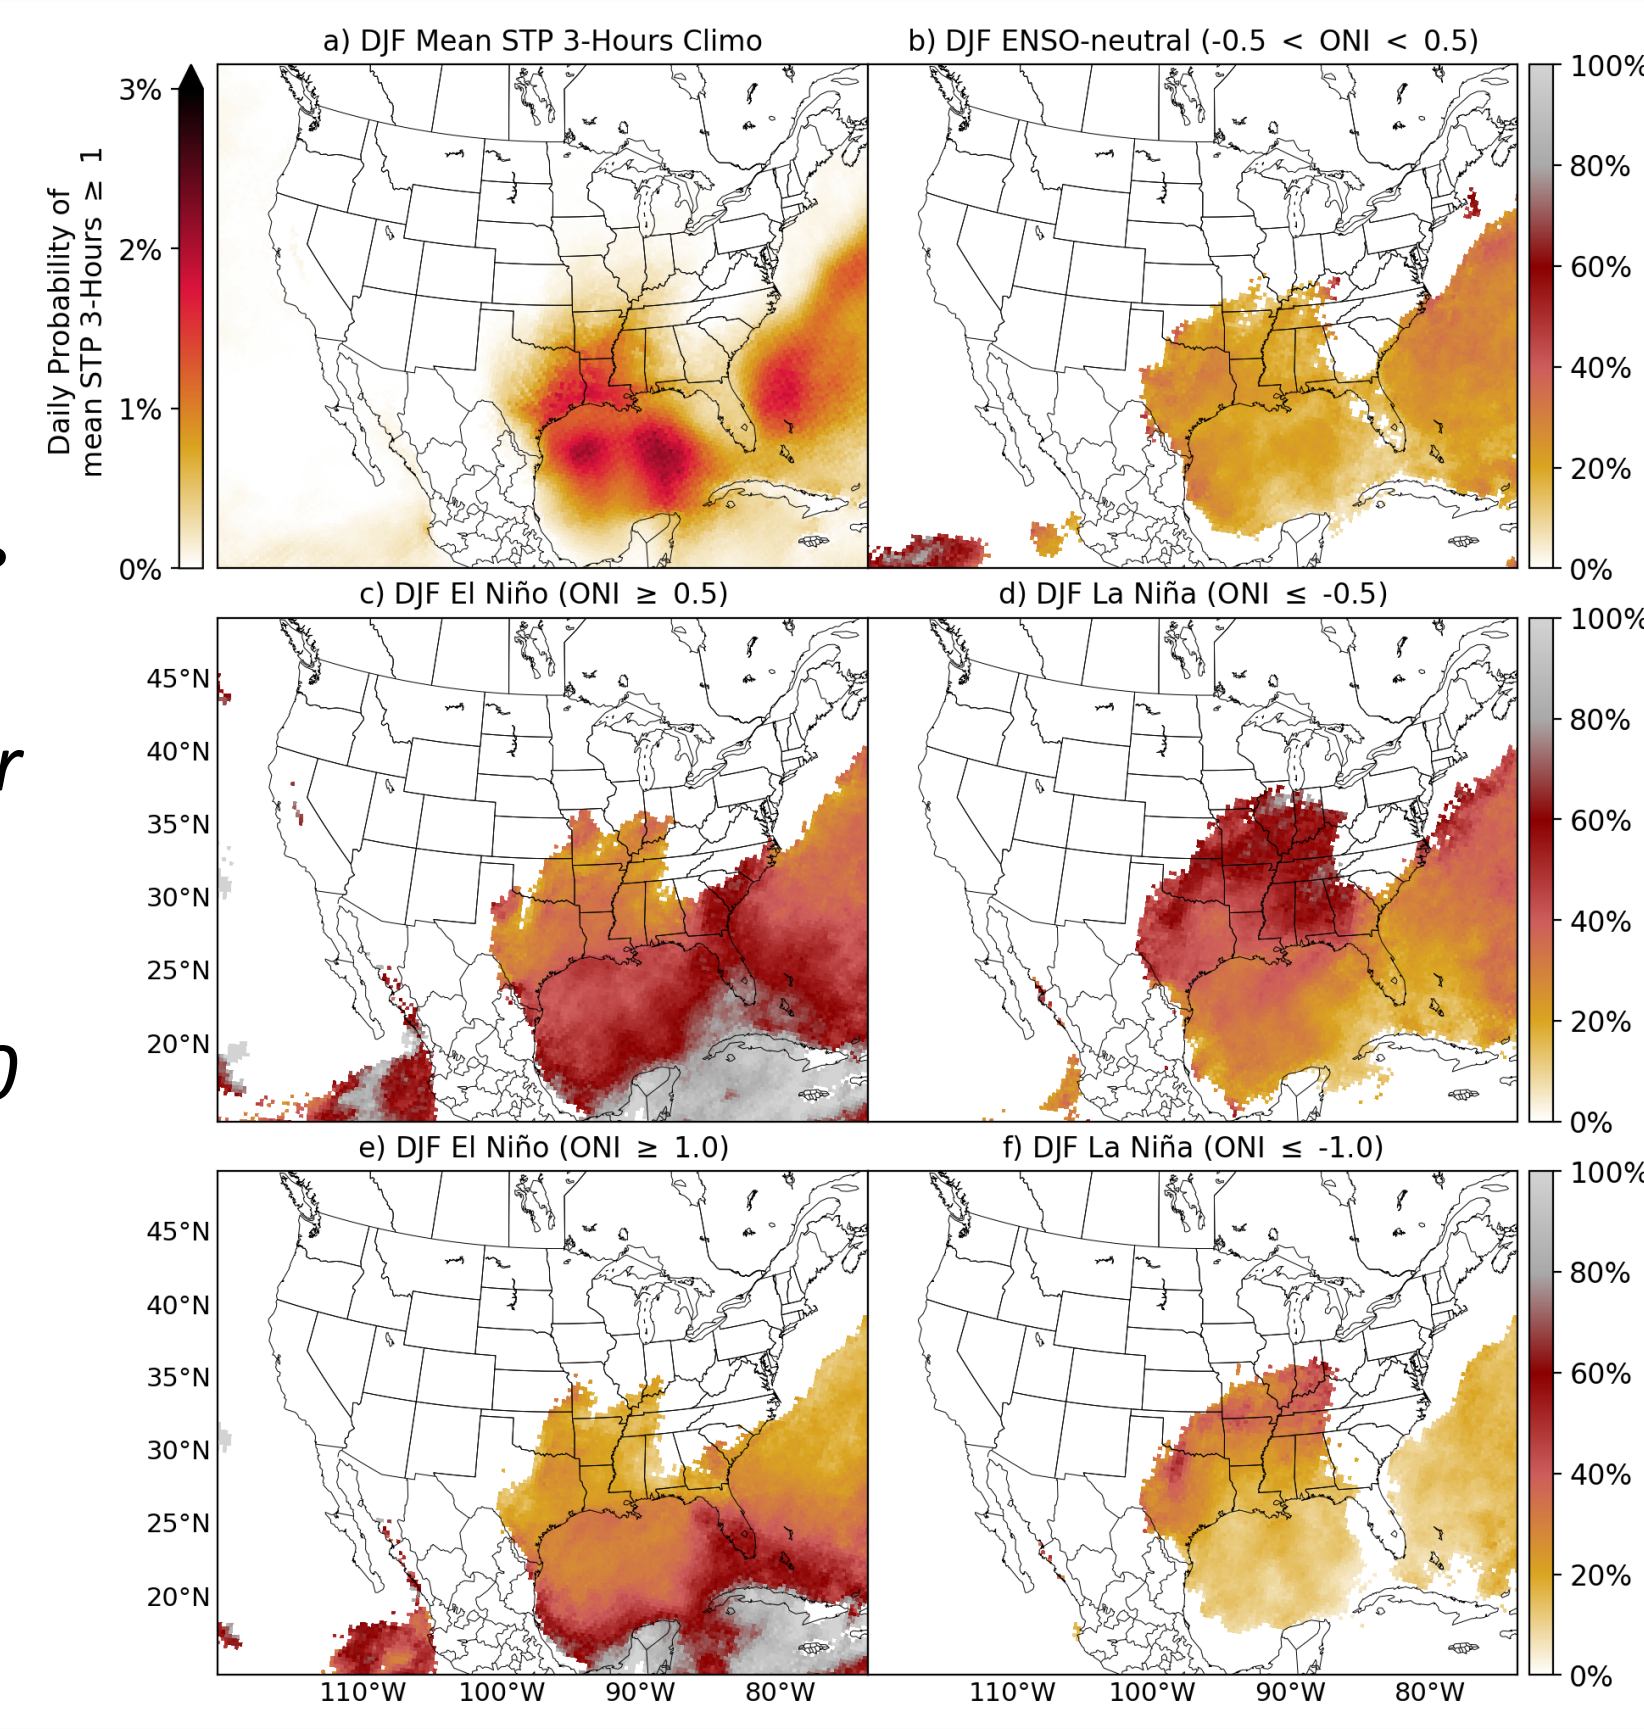 a) DJF Mean STP 3-Hours Climo
b) DJF ENSO-neutral (-0.5 < ONI < 0.5)
3%
2%
1%
0%
Daily Probability of
mean STP 3-Hours ≥ 1
100%
80%
60%
40%
20%
0%
c) DJF El Niño (ONI ≥ 0.5)
d) DJF La Niña (ONI ≤ -0.5)
45°N
40°N
35°N
30°N
25°N
20°N
100%
80%
60%
40%
20%
0%
r
0
e) DJF El Niño (ONI ≥ 1.0)
f) DJF La Niña (ONI ≤ -1.0)
45°N
40°N
35°N
30°N
25°N
20°N
100%
80%
60%
40%
20%
0%
110°W 100°W 90°W 80°W
110°W 100°W 90°W 80°W